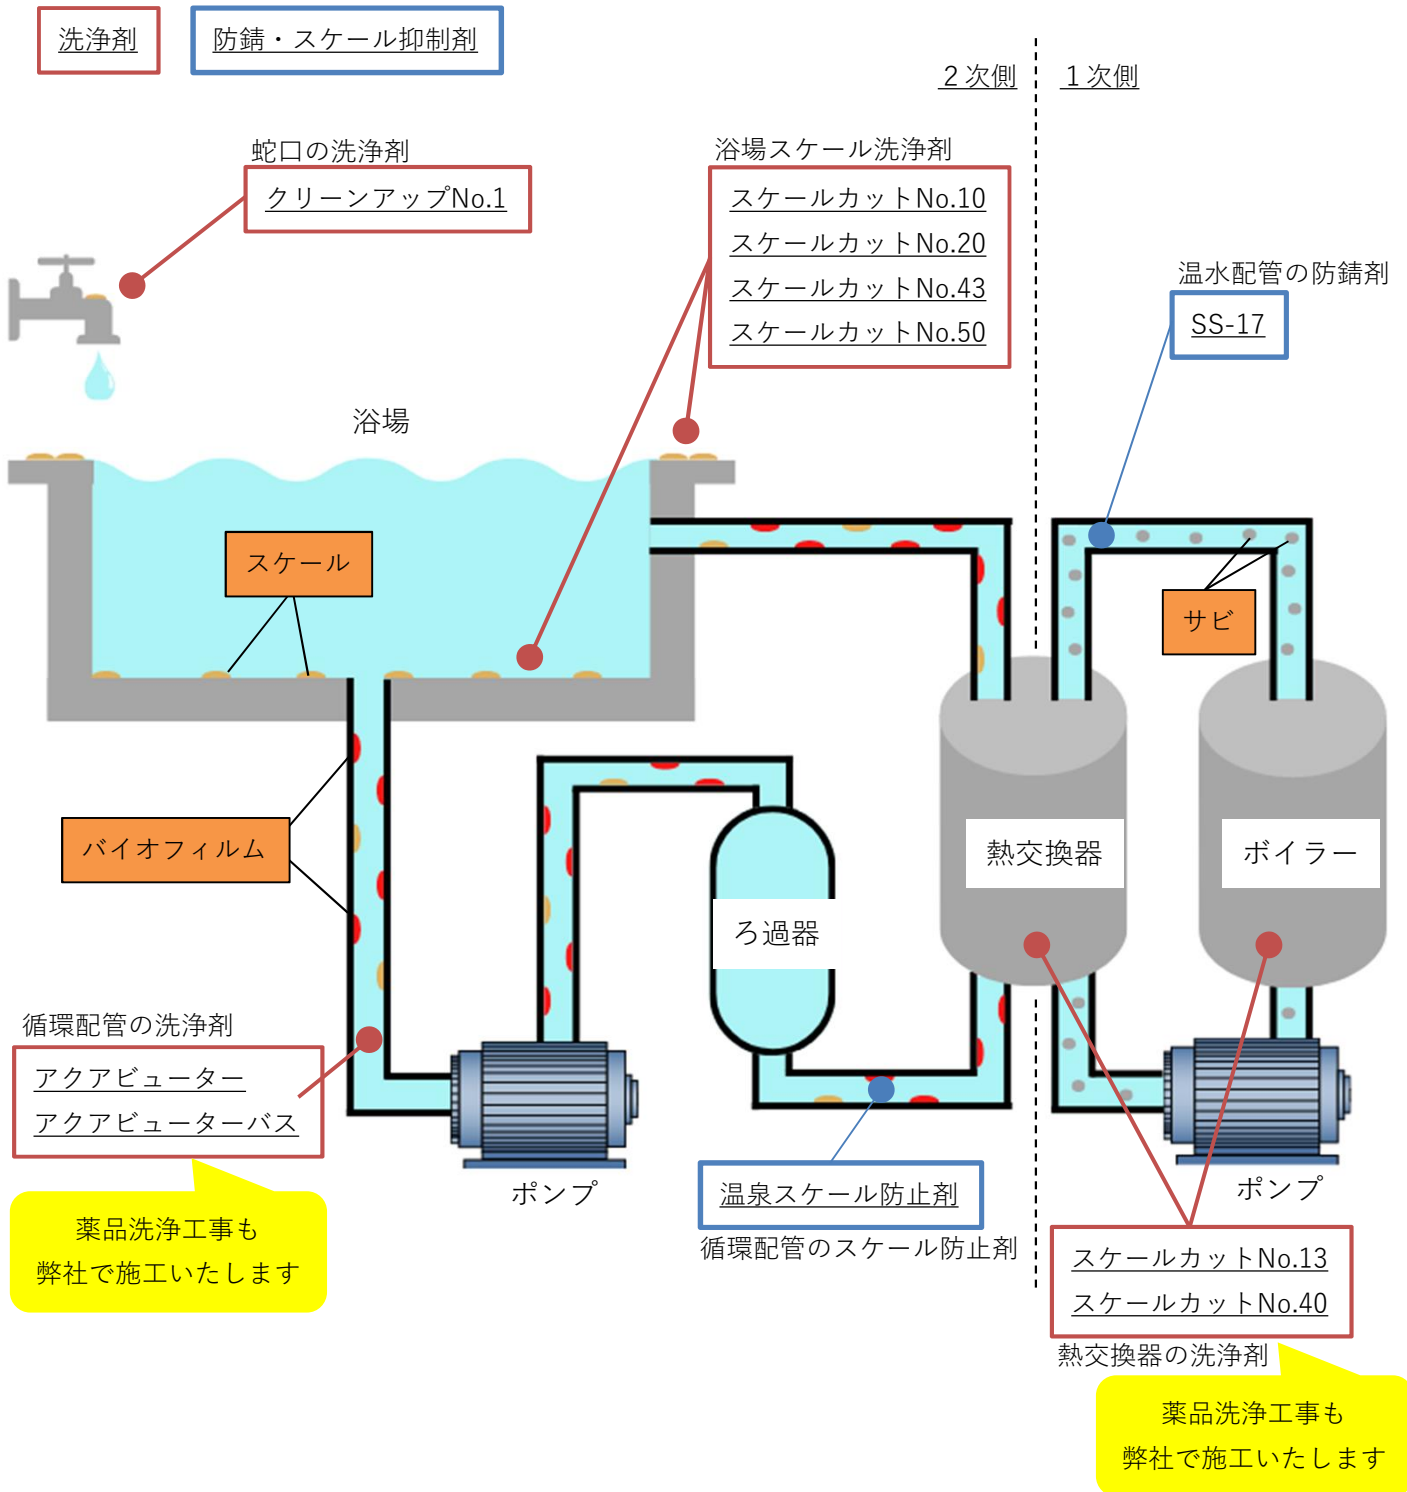 洗浄剤
防錆・スケール抑制剤
２次側
１次側
蛇口の洗浄剤
クリーンアップNo.1
浴場スケール洗浄剤
スケールカットNo.10
スケールカットNo.20
スケールカットNo.43
スケールカットNo.50
温水配管の防錆剤
SS-17
浴場
スケール
サビ
バイオフィルム
熱交換器
ボイラー
ろ過器
循環配管の洗浄剤
アクアビューター
アクアビューターバス
ポンプ
ポンプ
温泉スケール防止剤
循環配管のスケール防止剤
薬品洗浄工事も
弊社で施工いたします
スケールカットNo.13
スケールカットNo.40
熱交換器の洗浄剤
薬品洗浄工事も
弊社で施工いたします